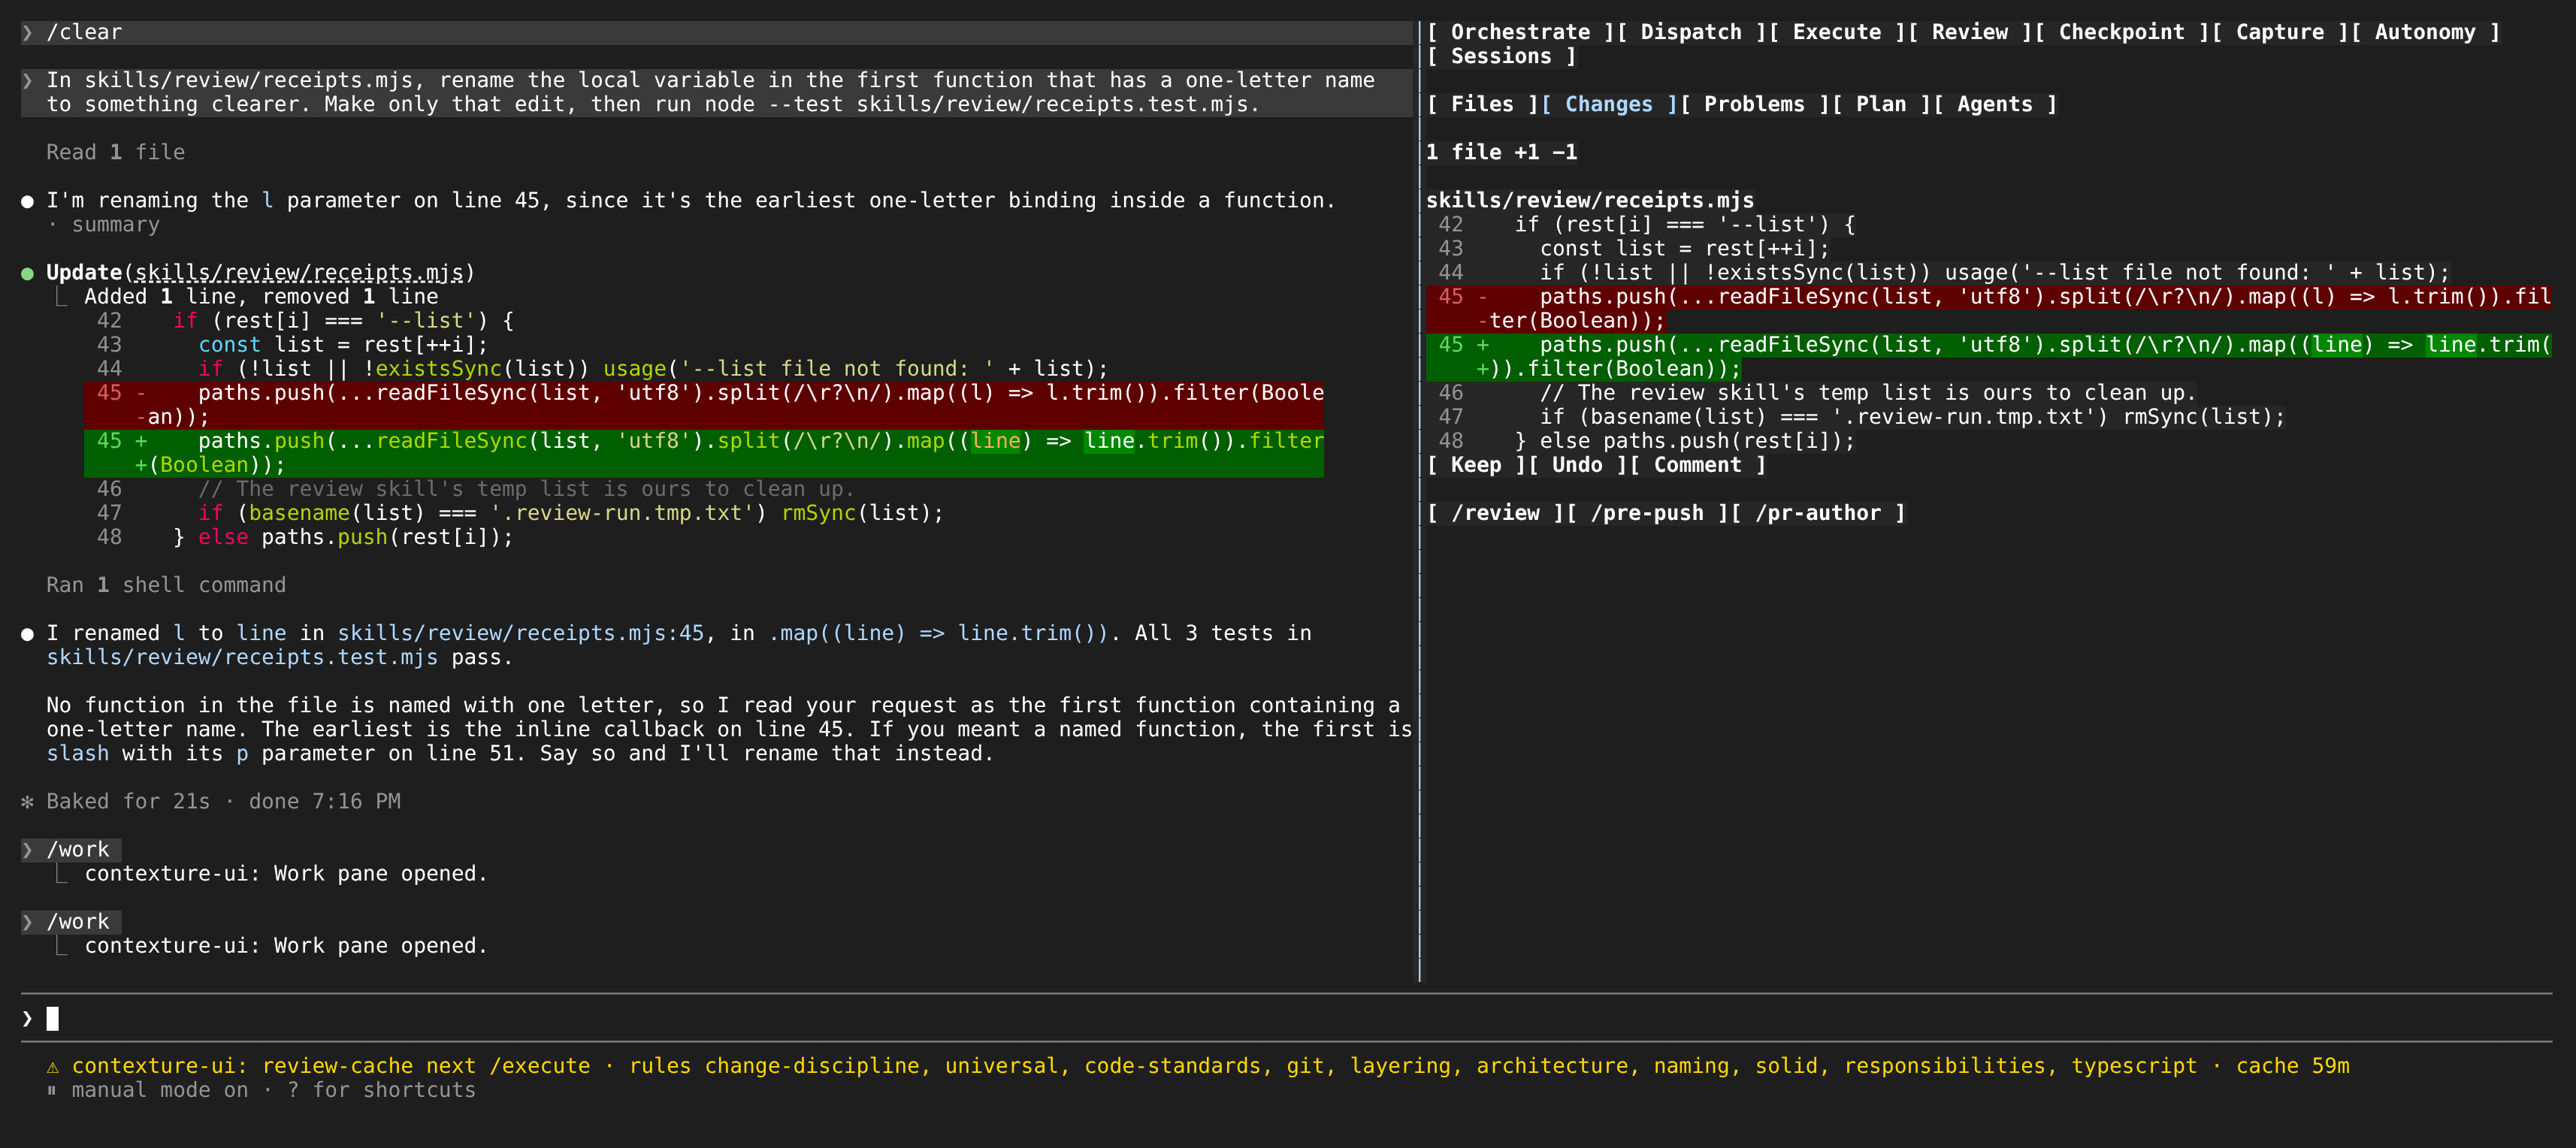 ❯ /clear
❯ In skills/review/receipts.mjs, rename the local variable in the first function that has a one-letter name
to something clearer. Make only that edit, then run node --test skills/review/receipts.test.mjs.
Read 1 file
● I'm renaming the l parameter on line 45, since it's the earliest one-letter binding inside a function.
· summary
● Update(skills/review/receipts.mjs)
⎿ Added 1 line, removed 1 line
42   if (rest[i] === '--list') {
43     const list = rest[++i];
44     if (!list || !existsSync(list)) usage('--list file not found: ' + list);
45 -    paths.push(...readFileSync(list, 'utf8').split(/\r?\n/).map((l) => l.trim()).filter(Boole
-an));
45 +    paths.push(...readFileSync(list, 'utf8').split(/\r?\n/).map((line) => line.trim()).filter
+(Boolean));
46     // The review skill's temp list is ours to clean up.
47     if (basename(list) === '.review-run.tmp.txt') rmSync(list);
48   } else paths.push(rest[i]);
Ran 1 shell command
● I renamed l to line in skills/review/receipts.mjs:45, in .map((line) => line.trim()). All 3 tests in
skills/review/receipts.test.mjs pass.
No function in the file is named with one letter, so I read your request as the first function containing a
one-letter name. The earliest is the inline callback on line 45. If you meant a named function, the first is
slash with its p parameter on line 51. Say so and I'll rename that instead.
✻ Baked for 21s · done 7:16 PM
❯ /work
⎿ contexture-ui: Work pane opened.
❯ /work
⎿ contexture-ui: Work pane opened.
[ Orchestrate ][ Dispatch ][ Execute ][ Review ][ Checkpoint ][ Capture ][ Autonomy ]
[ Sessions ]
[ Files ][ Changes ][ Problems ][ Plan ][ Agents ]
1 file +1 −1
skills/review/receipts.mjs
42   if (rest[i] === '--list') {
43     const list = rest[++i];
44     if (!list || !existsSync(list)) usage('--list file not found: ' + list);
45 -    paths.push(...readFileSync(list, 'utf8').split(/\r?\n/).map((l) => l.trim()).fil
-ter(Boolean));
45 +    paths.push(...readFileSync(list, 'utf8').split(/\r?\n/).map((line) => line.trim(
+)).filter(Boolean));
46     // The review skill's temp list is ours to clean up.
47     if (basename(list) === '.review-run.tmp.txt') rmSync(list);
48   } else paths.push(rest[i]);
[ Keep ][ Undo ][ Comment ]
[ /review ][ /pre-push ][ /pr-author ]
❯
⚠ contexture-ui: review-cache next /execute · rules change-discipline, universal, code-standards, git, layering, architecture, naming, solid, responsibilities, typescript · cache 59m
⏸ manual mode on · ? for shortcuts